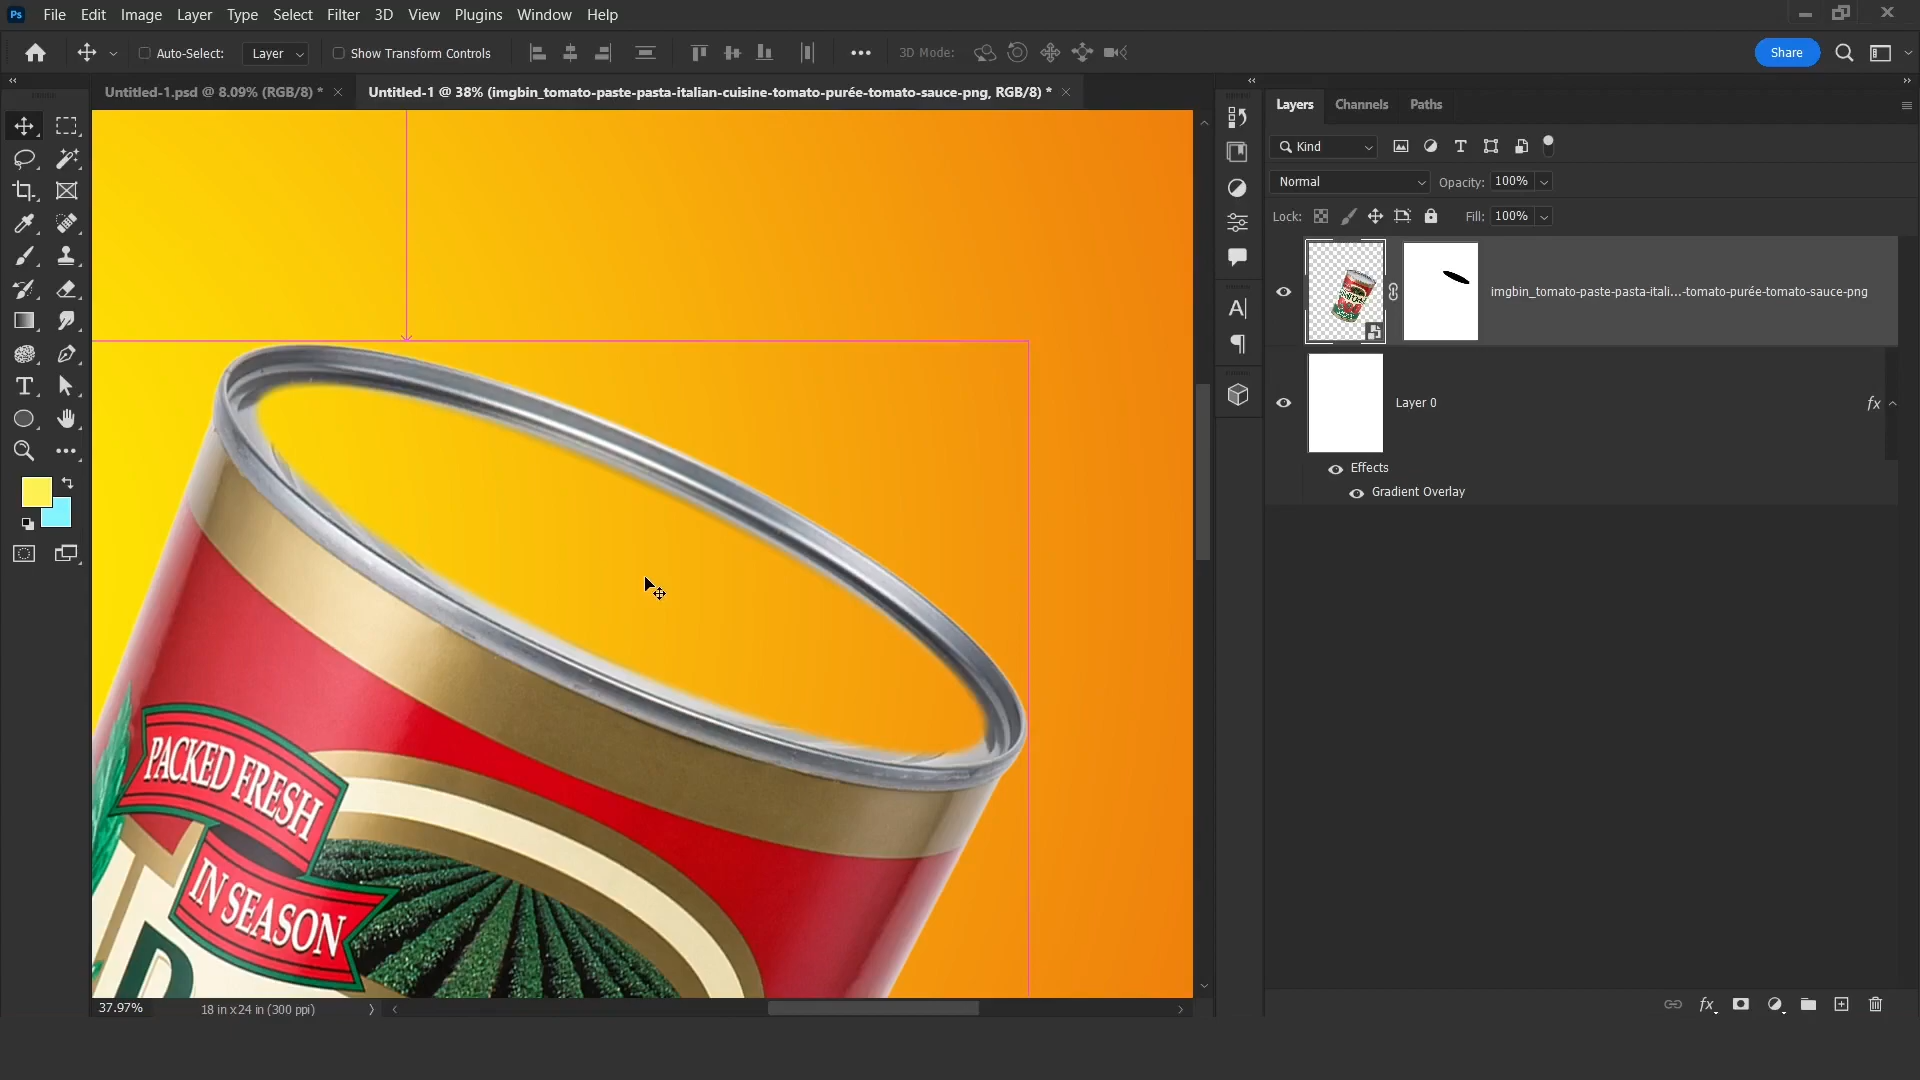 Ps File Edit Image Layer Type Select Filter 3D View Plugins Window Help
Auto-Select: Layer Show Transform Controls 3D Mode: Share
Untitled-1.psd @ 8.09% (RGB/8) * Untitled-1 @ 38% (imgbin_tomato-paste-pasta-italian-cuisine-tomato-purée-tomato-sauce-png, RGB/8) *
Layers Channels Paths
Kind
Normal Opacity: 100%
Lock: Fill: 100%
imgbin_tomato-paste-pasta-itali...-tomato-purée-tomato-sauce-png
Layer 0 fx
Effects
Gradient Overlay
PACKED FRESH
IN SEASON
37.97% 18 in x 24 in (300 ppi)
fx